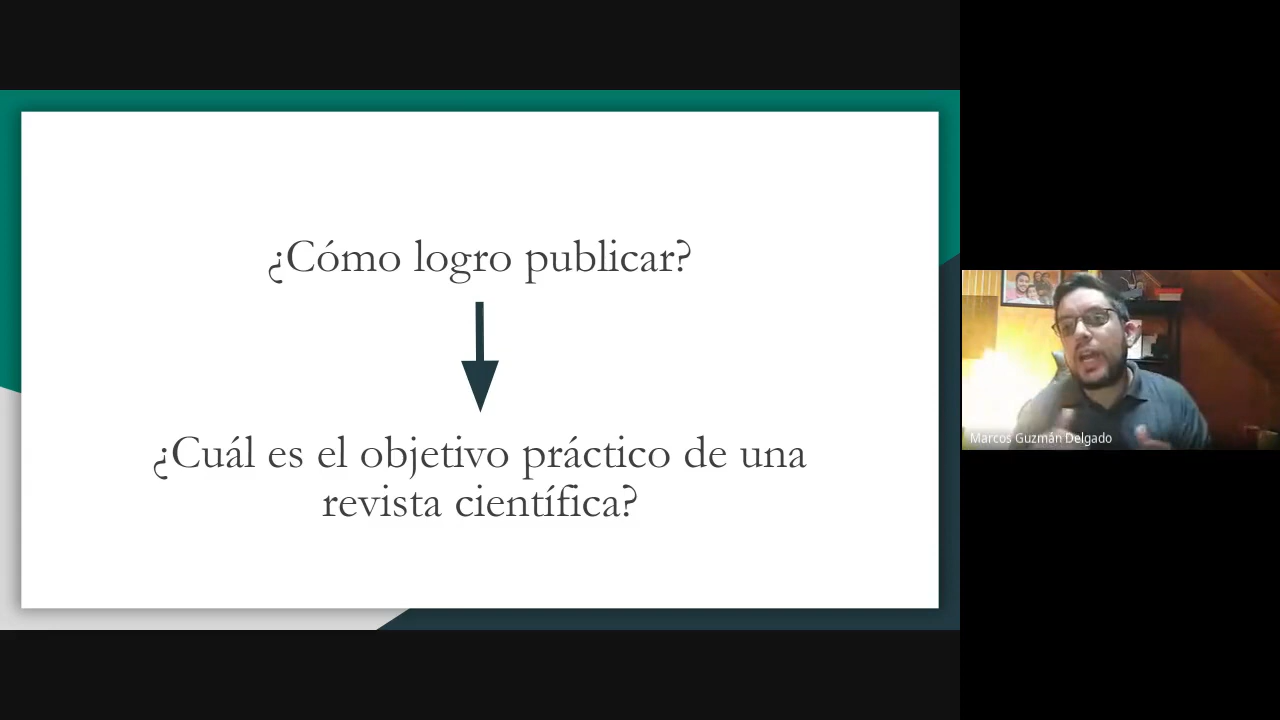 ¿Cómo logro publicar?
¿Cuál es el objetivo práctico de una
revista científica?
Marcos Guzmán Delgado